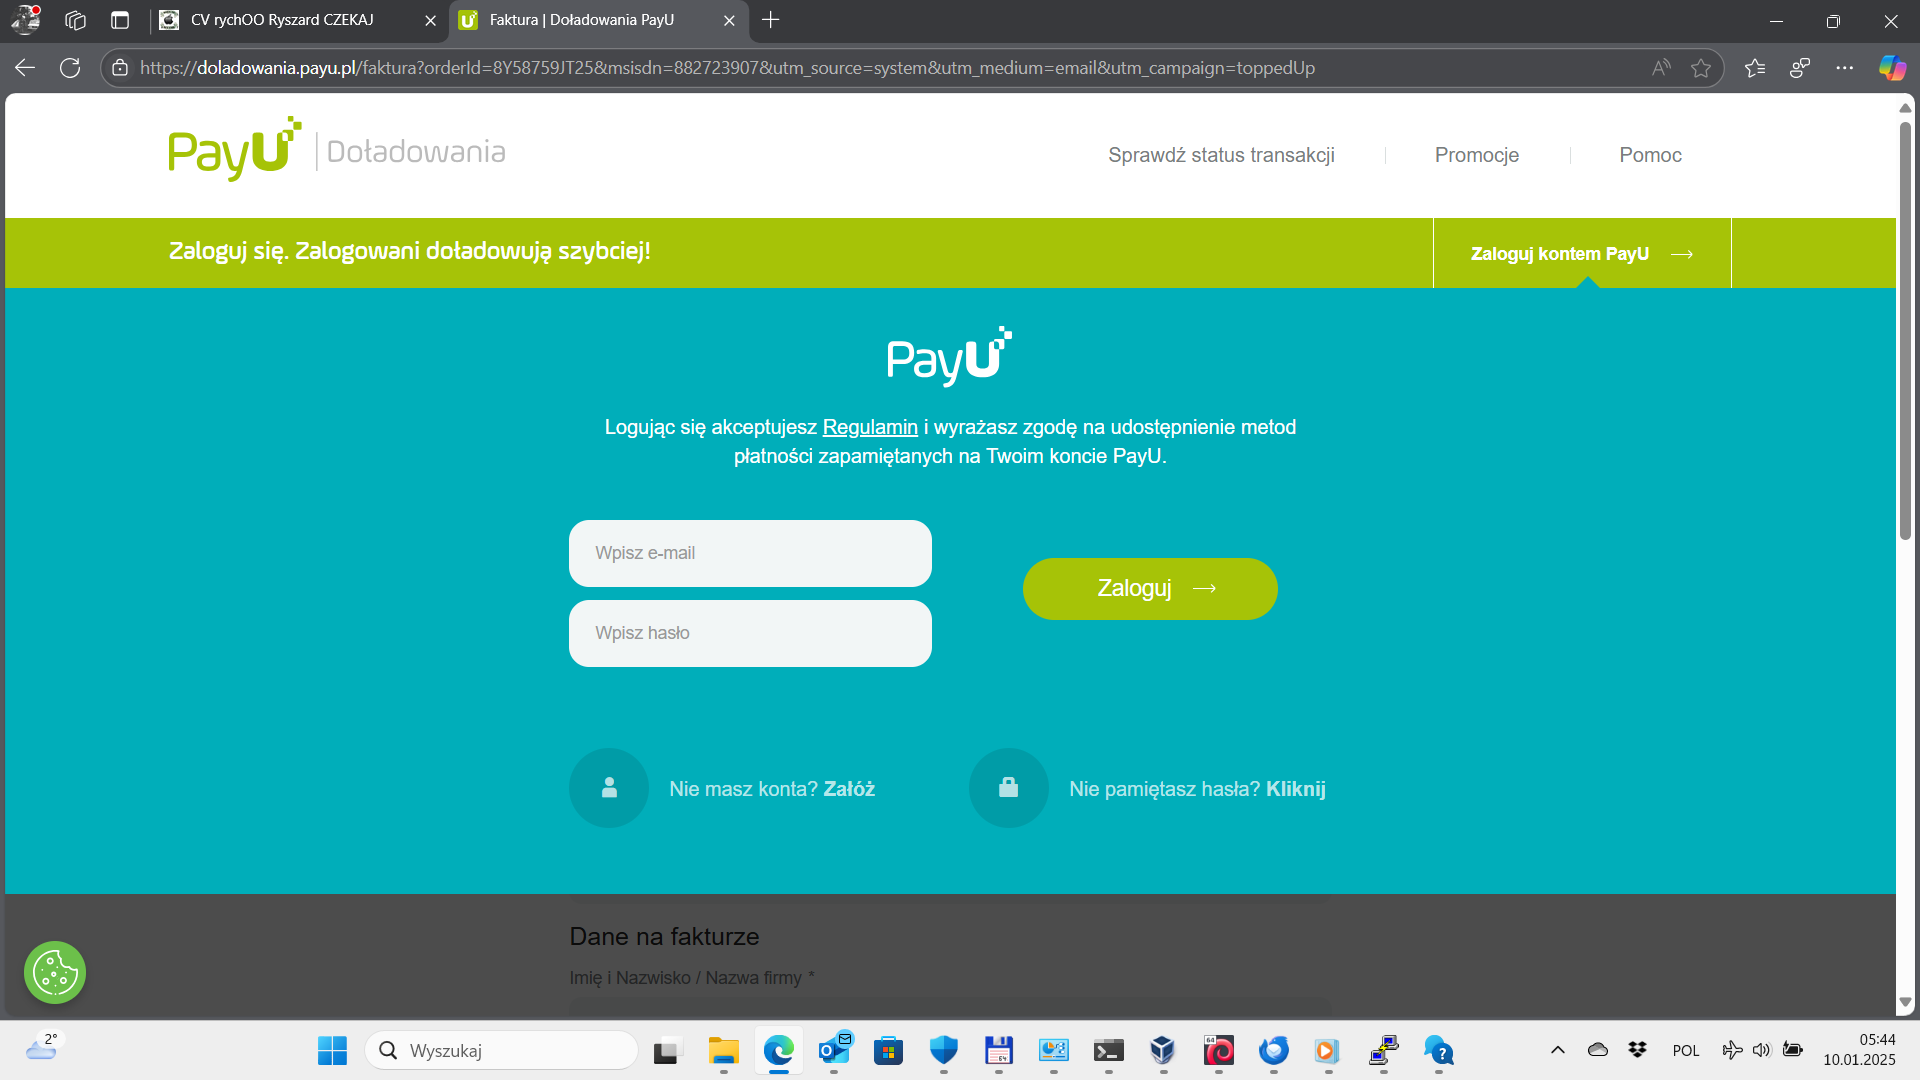 CV rychOO Ryszard CZEKAJ
Faktura | Doładowania PayU
https://doladowania.payu.pl/faktura?orderId=8Y58759JT25&msisdn=882723907&utm_source=system&utm_medium=email&utm_campaign=toppedUp
PayU | Doładowania
Sprawdź status transakcji
Promocje
Pomoc
Zaloguj się. Zalogowani doładowują szybciej!
Zaloguj kontem PayU
PayU
Logując się akceptujesz Regulamin i wyrażasz zgodę na udostępnienie metod
płatności zapamiętanych na Twoim koncie PayU.
Wpisz e-mail
Wpisz hasło
Zaloguj
Nie masz konta? Załóż
Nie pamiętasz hasła? Kliknij
Dane na fakturze
Imię i Nazwisko / Nazwa firmy *
2°
Wyszukaj
64
64
POL
05:44
10.01.2025